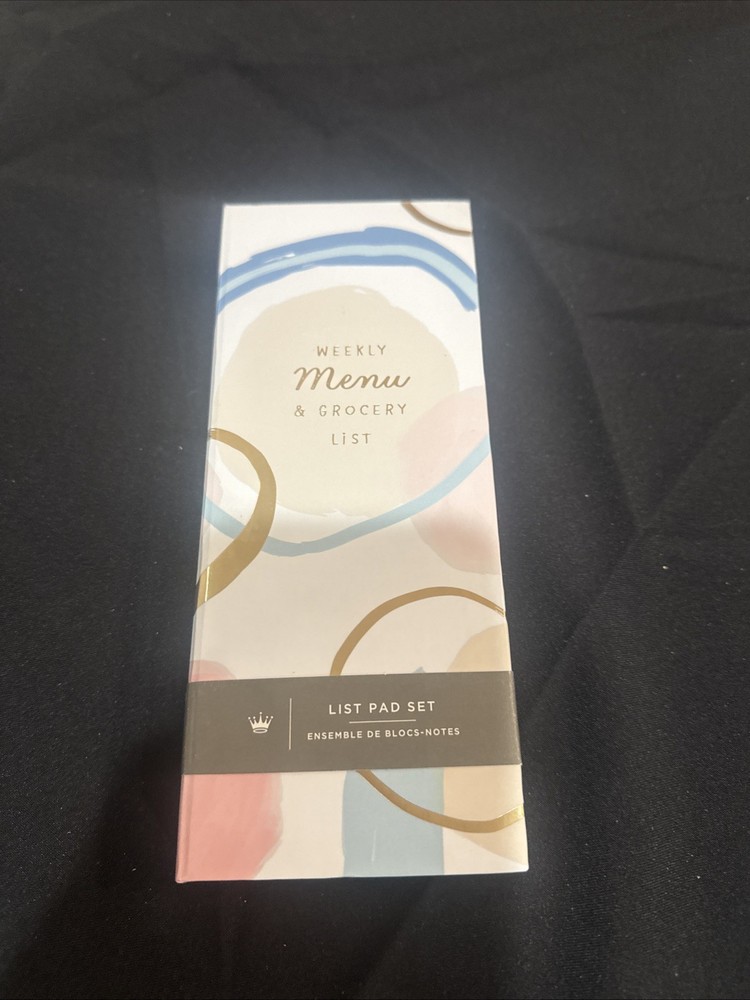 WEEKLY
Menu
& GROCERY
LiST
LIST PAD SET
ENSEMBLE DE BLOCS-NOTES